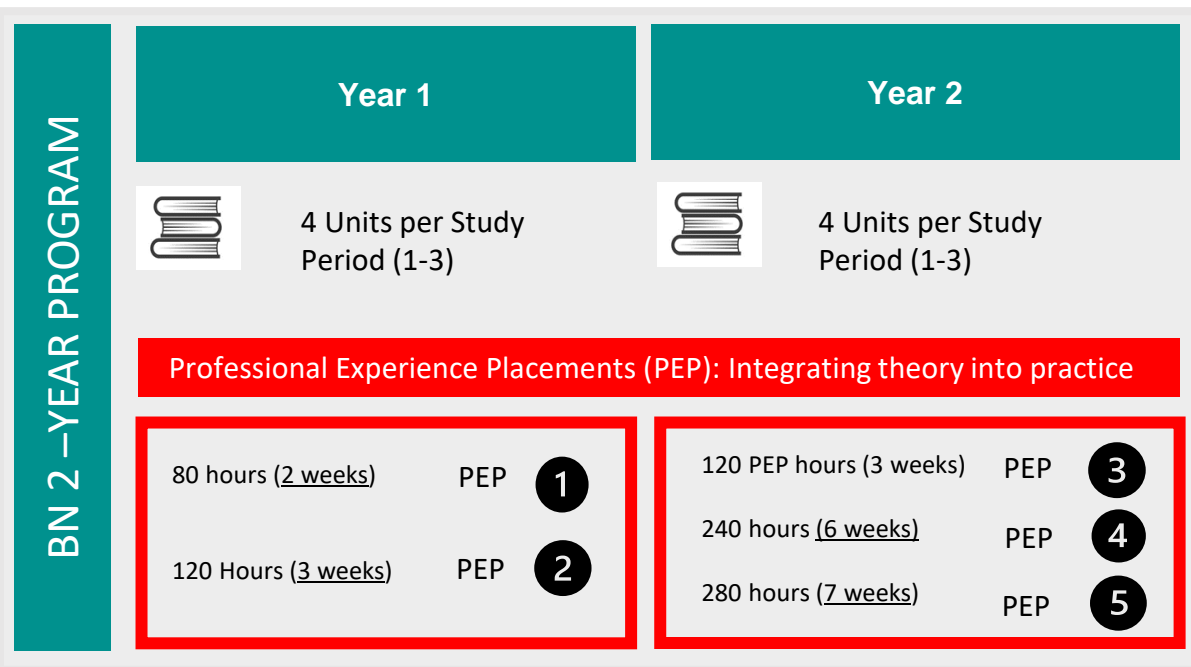 BN 2 –YEAR PROGRAM
Year 1
Year 2
4 Units per Study
Period (1-3)
4 Units per Study
Period (1-3)
Professional Experience Placements (PEP): Integrating theory into practice
80 hours (2 weeks) PEP 1
120 Hours (3 weeks) PEP 2
120 PEP hours (3 weeks) PEP 3
240 hours (6 weeks) PEP 4
280 hours (7 weeks) PEP 5